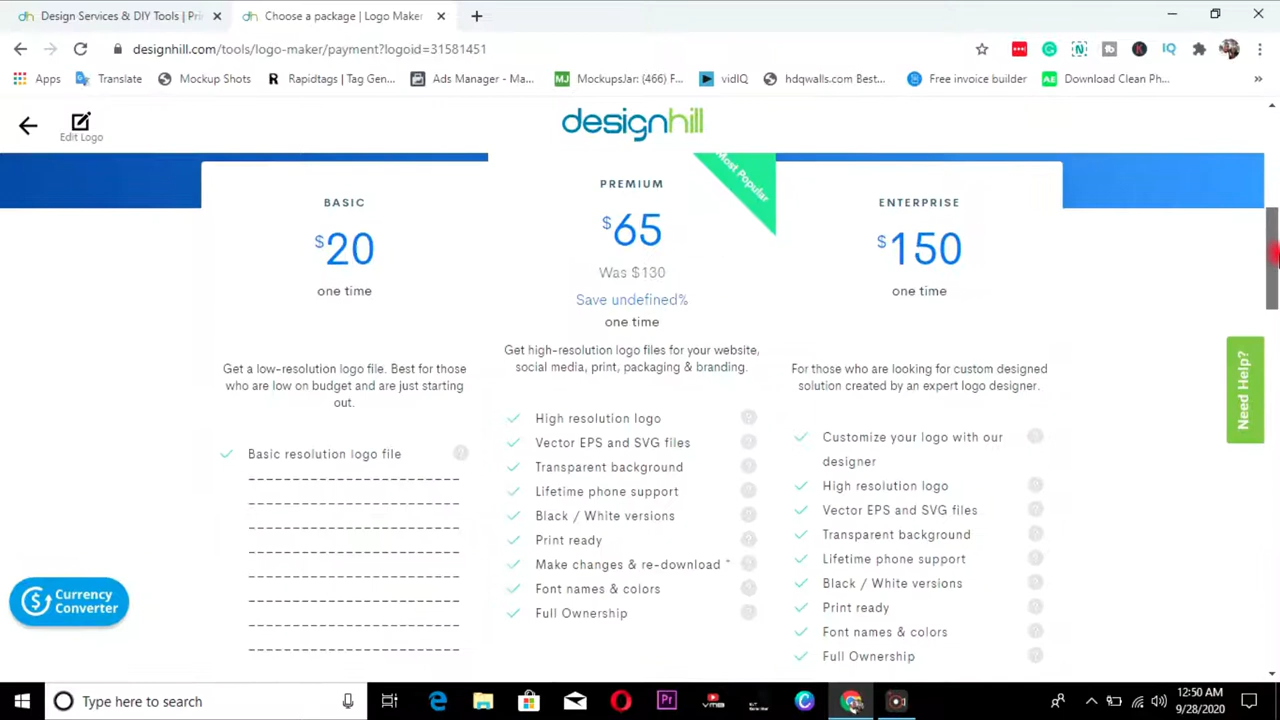 Design Services & DIY Tools | Pri
Choose a package | Logo Maker
designhill.com/tools/logo-maker/payment?logoid=31581451
IQ
Apps
Translate
Mockup Shots
R Rapidtags | Tag Gen...
Ads Manager - Ma...
MJ MockupsJar: (466) F...
vidIQ
hdqwalls.com Best...
Free invoice builder
AE Download Clean Ph...
»
Edit Logo
designhill
Most Popular
BASIC
$20
one time
Get a low-resolution logo file. Best for those
who are low on budget and are just starting
out.
Basic resolution logo file
PREMIUM
$65
Was $130
Save undefined%
one time
Get high-resolution logo files for your website,
social media, print, packaging & branding.
High resolution logo
Vector EPS and SVG files
Transparent background
Lifetime phone support
Black / White versions
Print ready
Make changes & re-download *
Font names & colors
Full Ownership
ENTERPRISE
$150
one time
For those who are looking for custom designed
solution created by an expert logo designer.
Customize your logo with our
designer
High resolution logo
Vector EPS and SVG files
Transparent background
Lifetime phone support
Black / White versions
Print ready
Font names & colors
Full Ownership
Need Help?
Currency
Converter
Type here to search
Pr
12:50 AM
9/28/2020